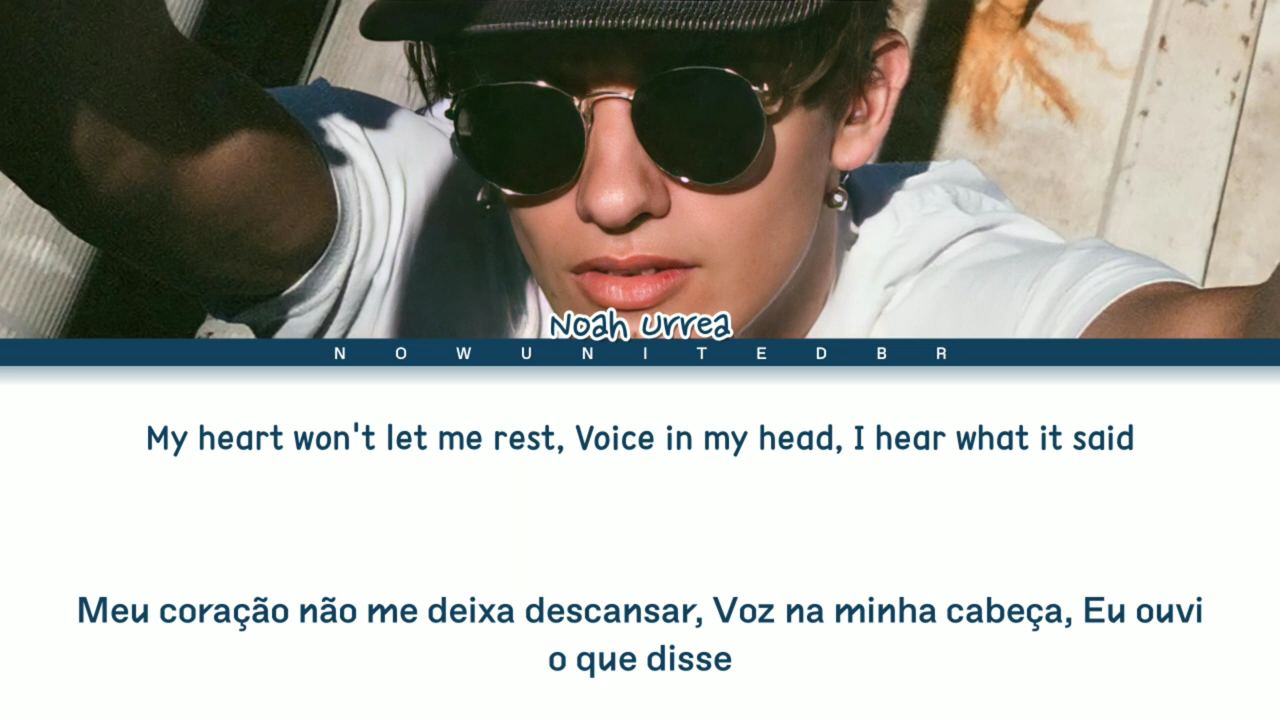 Noah Urrea
NOWUNITEDBR
My heart won't let me rest, Voice in my head, I hear what it said
Meu coração não me deixa descansar, Voz na minha cabeça, Eu ouvi
o que disse